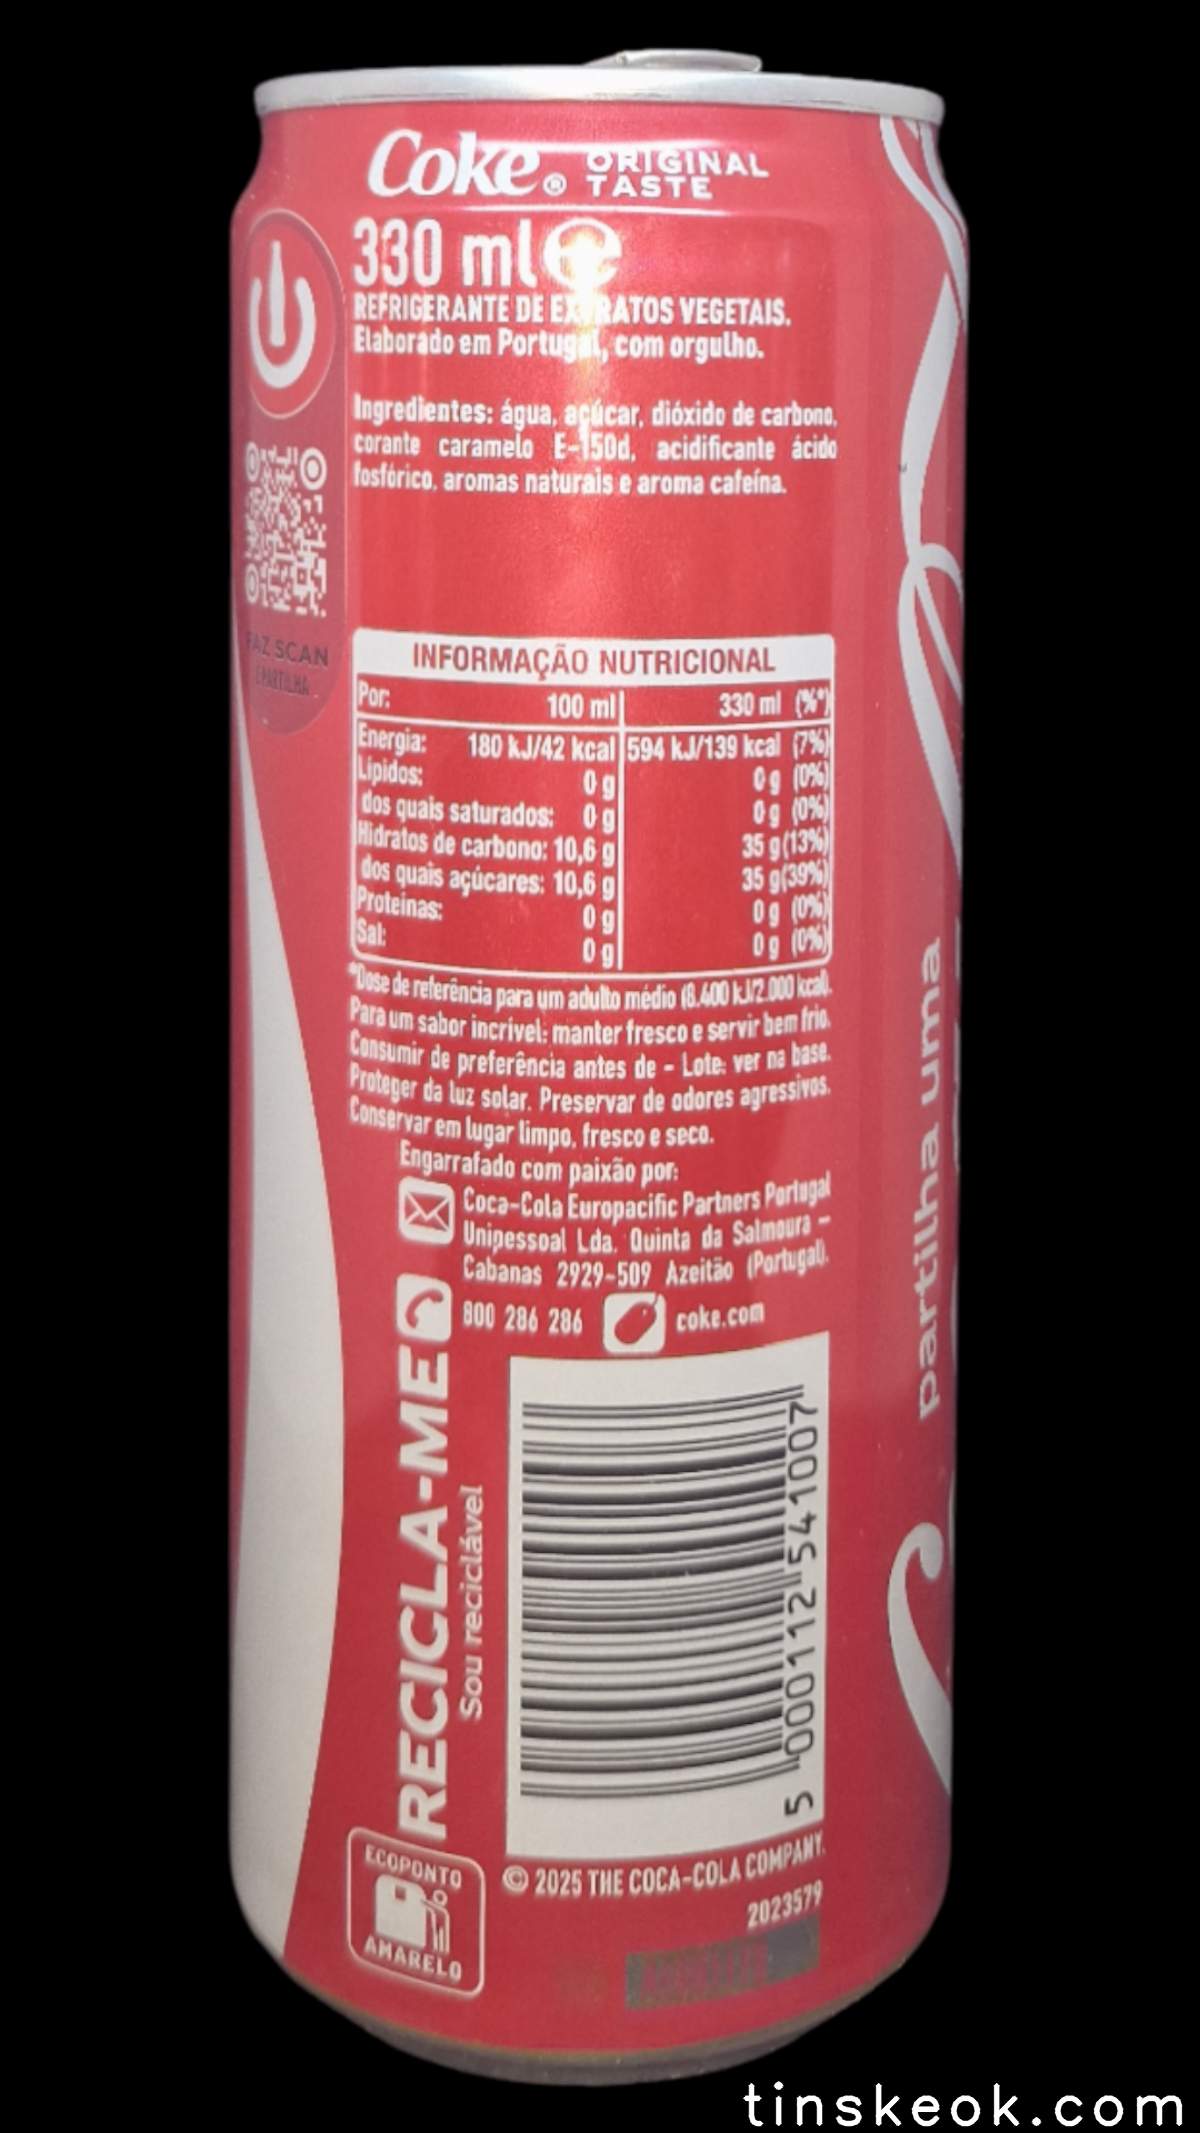 Coke® ORIGINAL
TASTE
330 ml e
REFRIGERANTE DE EXTRATOS VEGETAIS.
Elaborado em Portugal, com orgulho.
Ingredientes: água, açúcar, dióxido de carbono,
corante caramelo E-150d, acidificante ácido
fosfórico, aromas naturais e aroma cafeína.
FAZ SCAN
E PARTILHA
INFORMAÇÃO NUTRICIONAL
Por: 100 ml 330 ml (%*)
Energia: 180 kJ/42 kcal 594 kJ/139 kcal (7%)
Lípidos: 0 g 0 g (0%)
dos quais saturados: 0 g 0 g (0%)
Hidratos de carbono: 10,6 g 35 g (13%)
dos quais açúcares: 10,6 g 35 g (39%)
Proteínas: 0 g 0 g (0%)
Sal: 0 g 0 g (0%)
*Dose de referência para um adulto médio (8.400 kJ/2.000 kcal).
Para um sabor incrível: manter fresco e servir bem frio.
Consumir de preferência antes de - Lote: ver na base.
Proteger da luz solar. Preservar de odores agressivos.
Conservar em lugar limpo, fresco e seco.
Engarrafado com paixão por:
Coca-Cola Europacific Partners Portugal
Unipessoal Lda. Quinta da Salmoura –
Cabanas 2929-509 Azeitão (Portugal).
800 286 286 coke.com
RECICLA-ME
Sou reciclável
5 000112 541007
partilha uma
ECOPONTO
AMARELO
© 2025 THE COCA-COLA COMPANY.
2023579
tinskeok.com